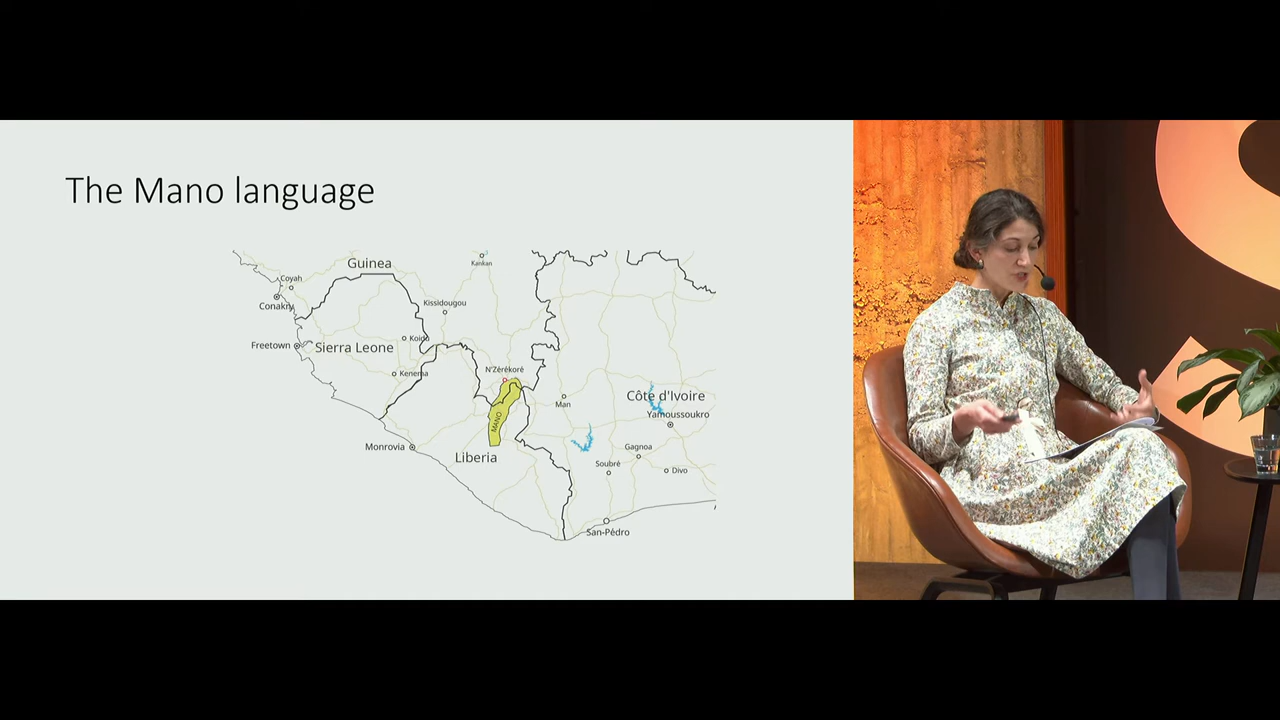 The Mano language
Guinea
Kankan
Coyah
Conakry
Kissidougou
Freetown
Sierra Leone
Koidu
Kenema
N'Zérékoré
MANO
Man
Côte d'Ivoire
Yamoussoukro
Monrovia
Liberia
Gagnoa
Soubré
Divo
San-Pédro